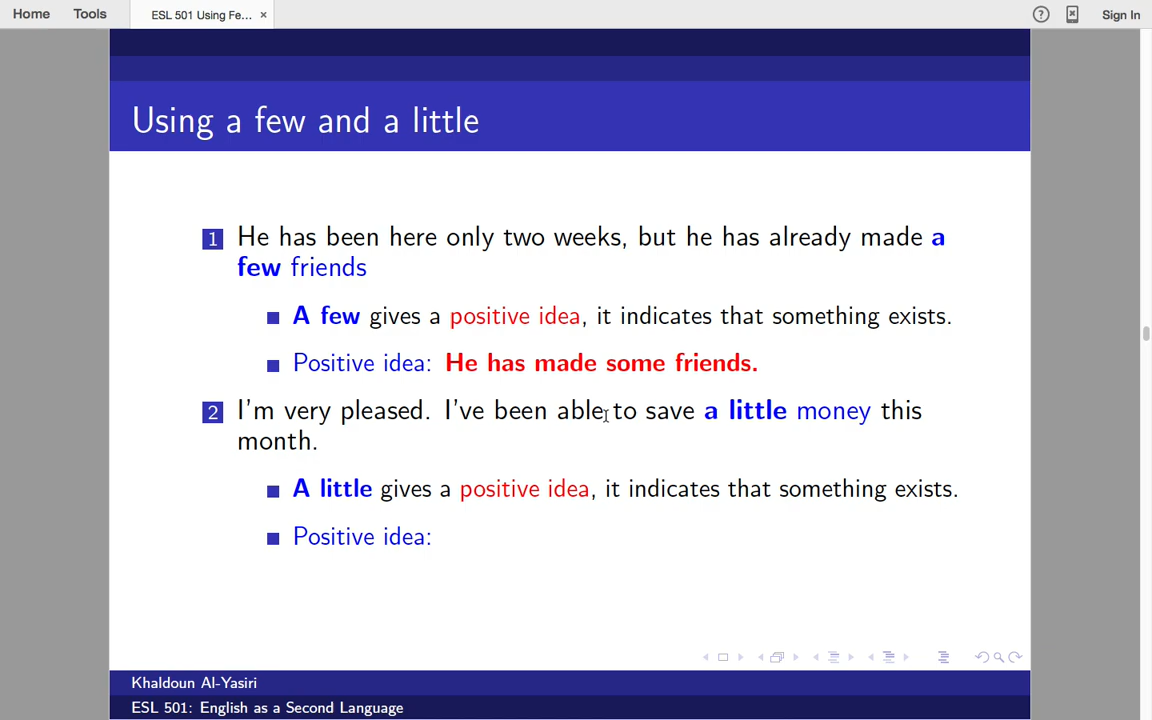 Home Tools ESL 501 Using Fe... × ? Sign In
Using a few and a little
1 He has been here only two weeks, but he has already made a
few friends
A few gives a positive idea, it indicates that something exists.
Positive idea: He has made some friends.
2 I'm very pleased. I've been able to save a little money this
month.
A little gives a positive idea, it indicates that something exists.
Positive idea:
Khaldoun Al-Yasiri
ESL 501: English as a Second Language